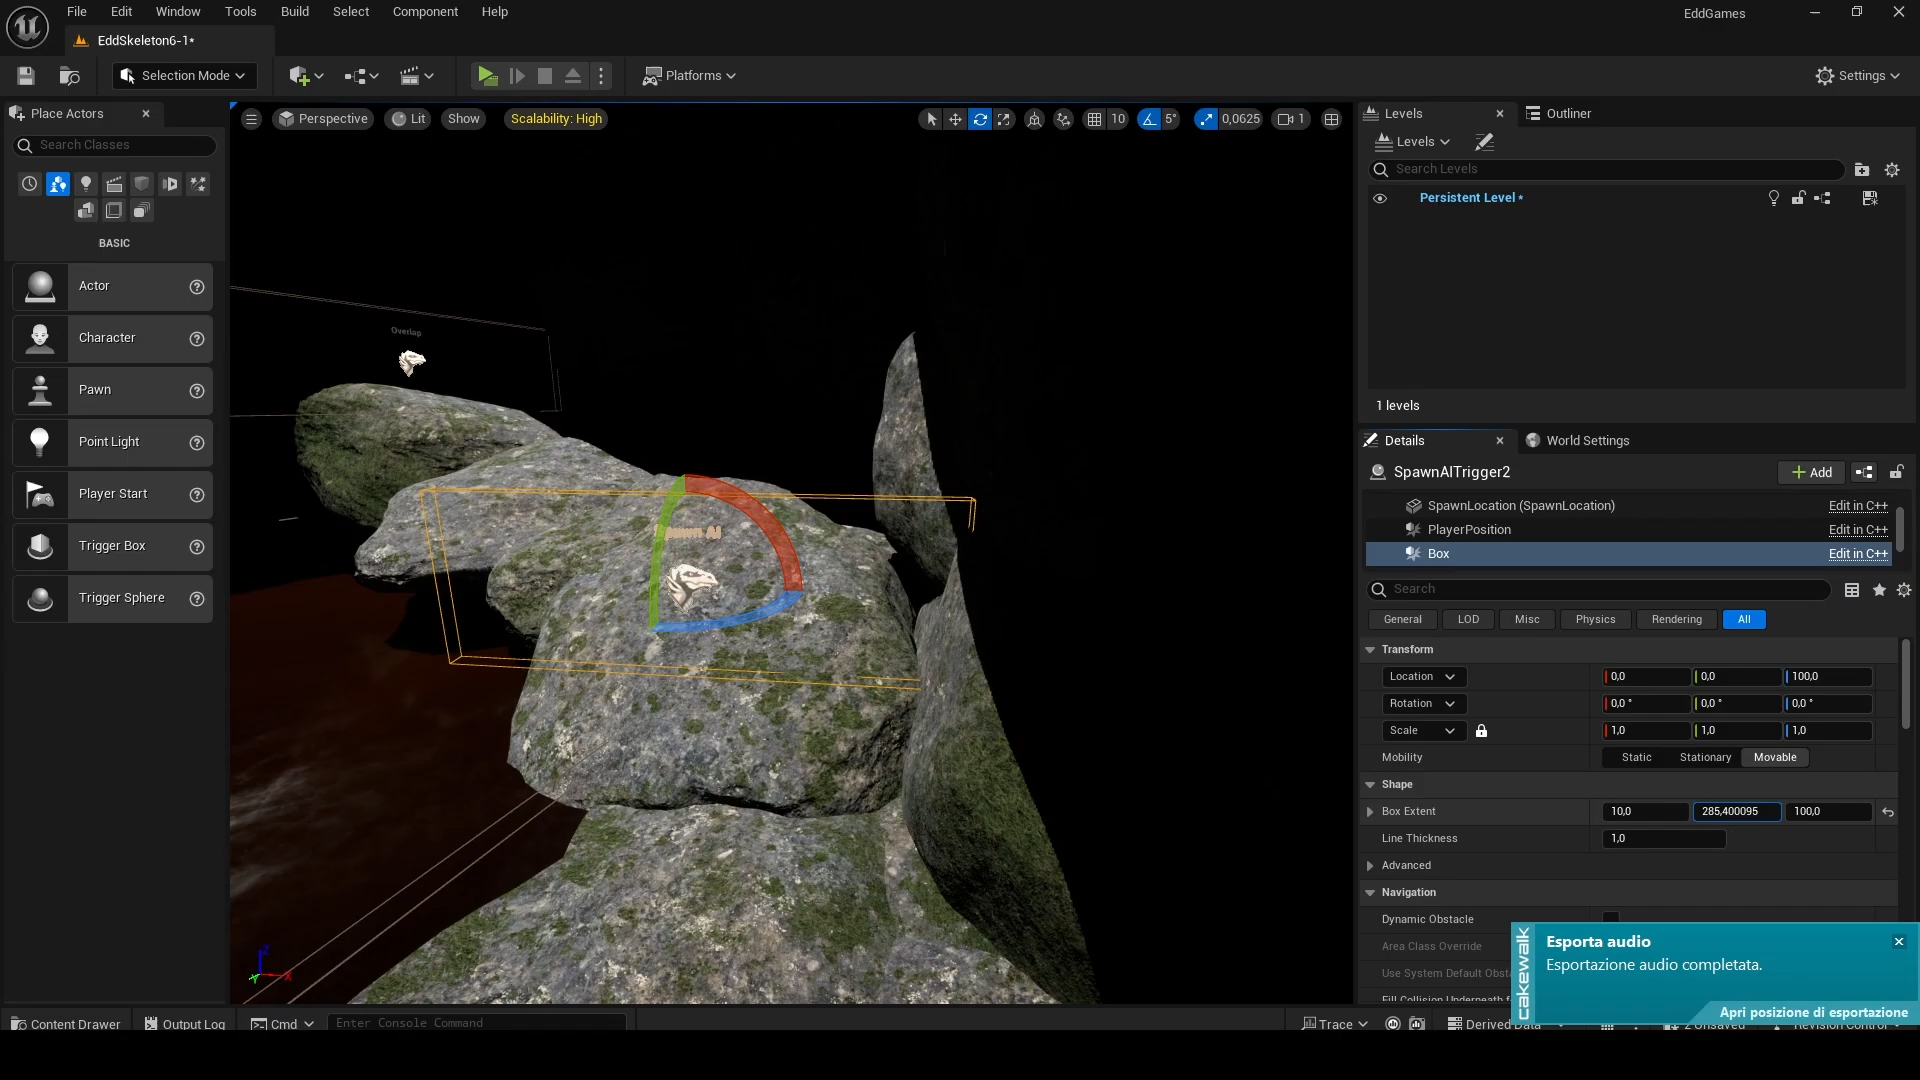 File Edit Window Tools Build Select Component Help
EddGames
EddSkeleton6-1*
Selection Mode
Platforms
Settings
Place Actors
Search Classes
BASIC
Actor
Character
Pawn
Point Light
Player Start
Trigger Box
Trigger Sphere
Perspective Lit Show Scalability: High
10 5° 0,0625 1
Overlap
Levels Outliner
Levels
Search Levels
Persistent Level *
1 levels
Details World Settings
SpawnAITrigger2
Add
SpawnLocation (SpawnLocation) Edit in C++
PlayerPosition Edit in C++
Box Edit in C++
Search
General LOD Misc Physics Rendering All
Transform
Location 0,0 0,0 100,0
Rotation 0,0 ° 0,0 ° 0,0 °
Scale 1,0 1,0 1,0
Mobility Static Stationary Movable
Shape
Box Extent 10,0 285,400095 100,0
Line Thickness 1,0
Advanced
Navigation
Dynamic Obstacle
Area Class Override
Use System Default
cakewalk
Esporta audio
Esportazione audio completata.
Apri posizione di esportazione
Content Drawer Output Log Cmd Enter Console Command
Trace Derived Data